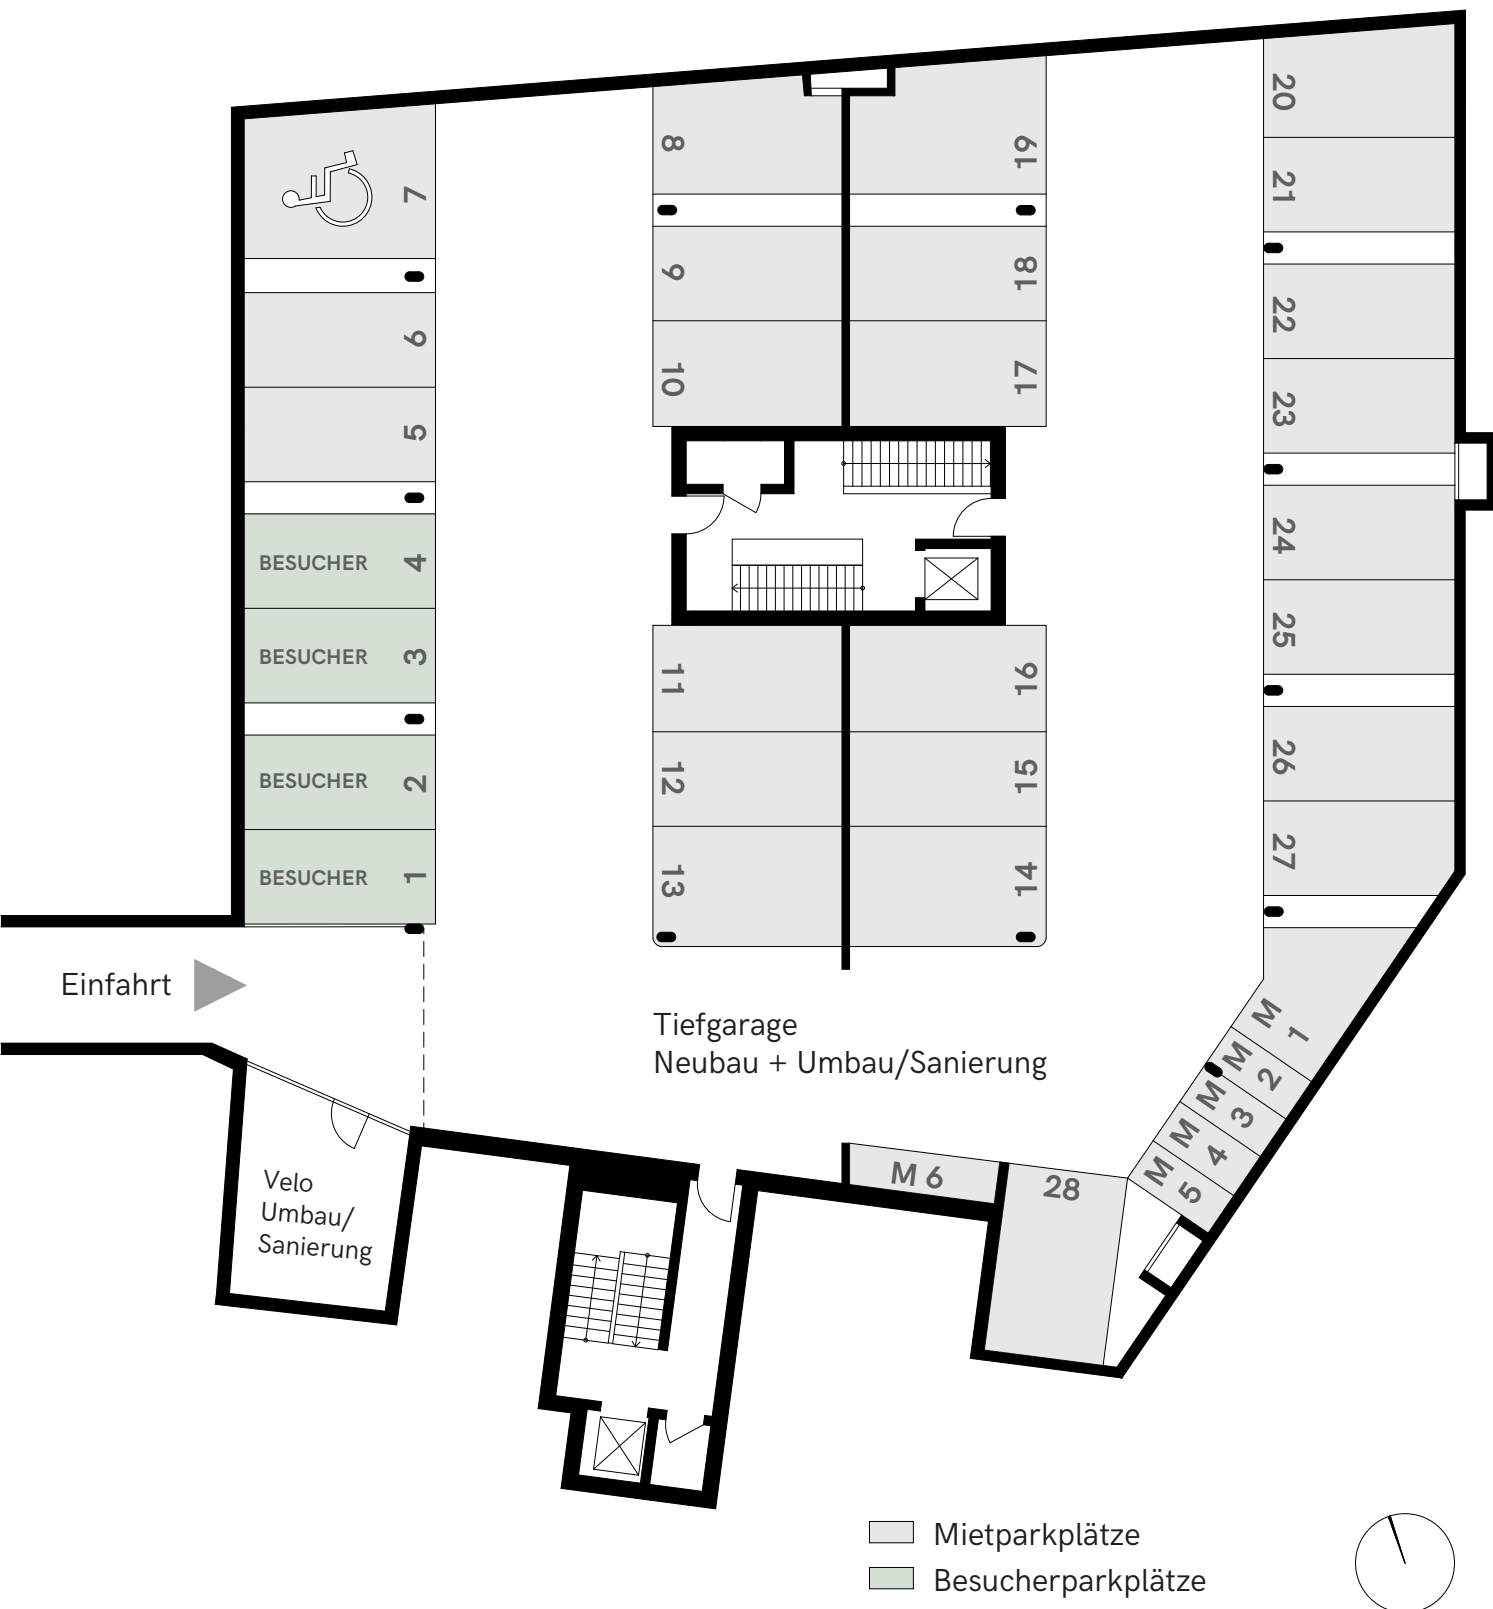 20
8
19
7
21
9
18
22
6
10
17
23
5
24
BESUCHER 4
25
BESUCHER 3
11
16
26
BESUCHER 2
12
15
27
BESUCHER 1
13
14
Einfahrt
Tiefgarage
Neubau + Umbau/Sanierung
M 1
M 2
M 3
M 4
M 5
M 6
28
Velo
Umbau/
Sanierung
Mietparkplätze
Besucherparkplätze